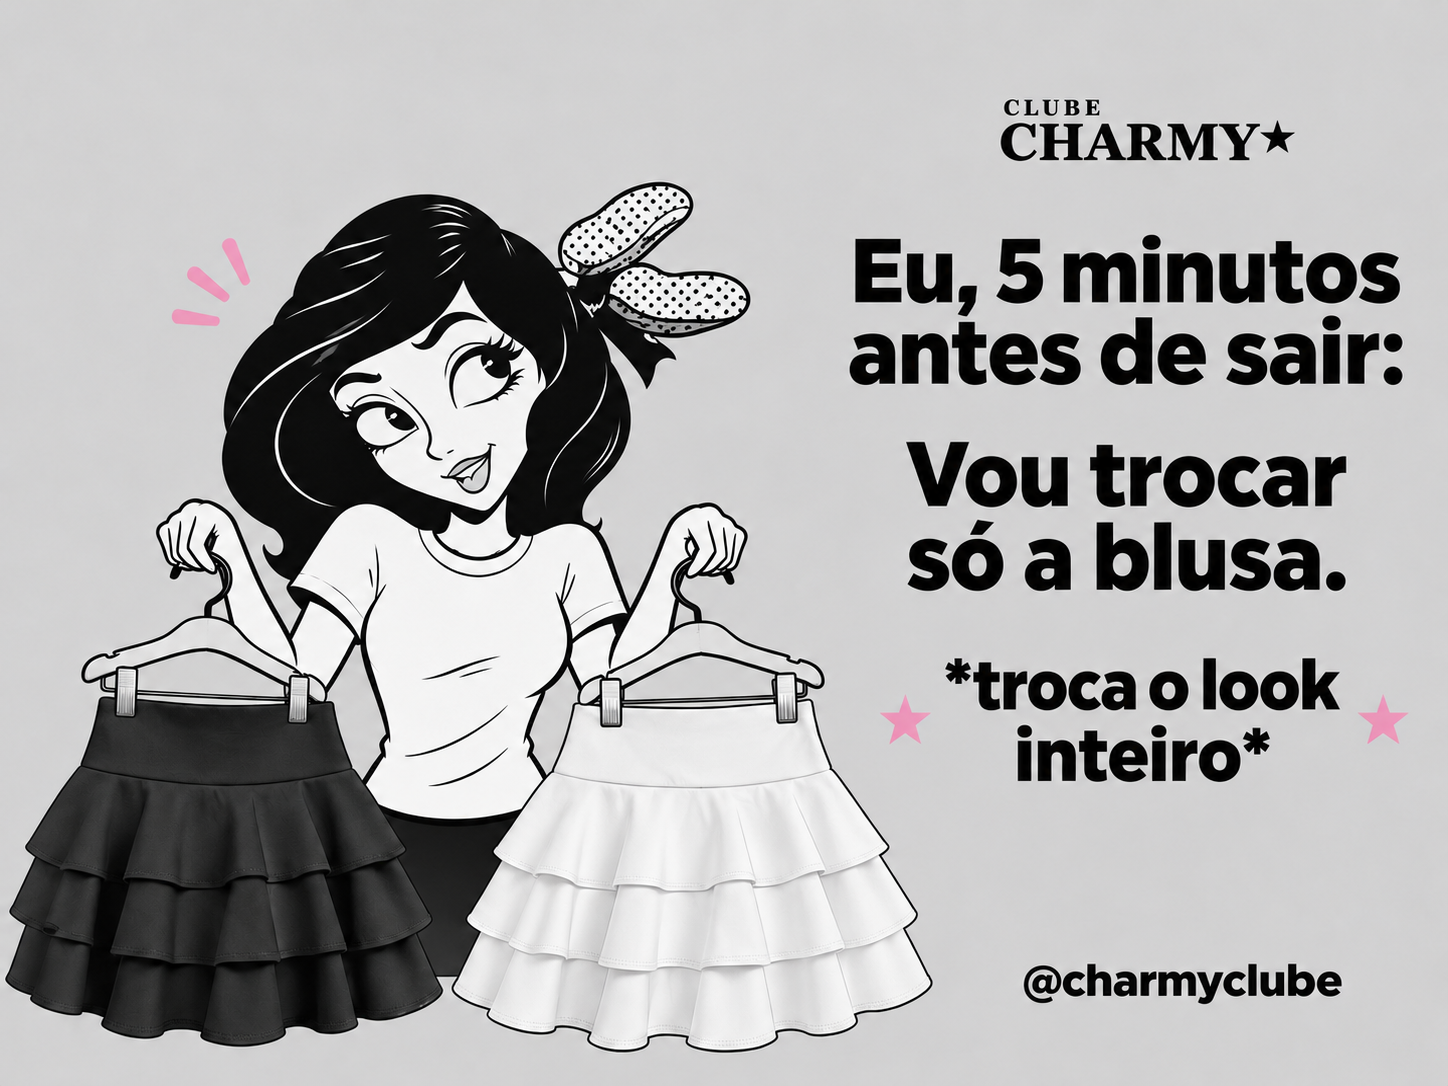 CLUBE
CHARMY★
Eu, 5 minutos
antes de sair:
Vou trocar
só a blusa.
*troca o look
inteiro*
@charmyclube